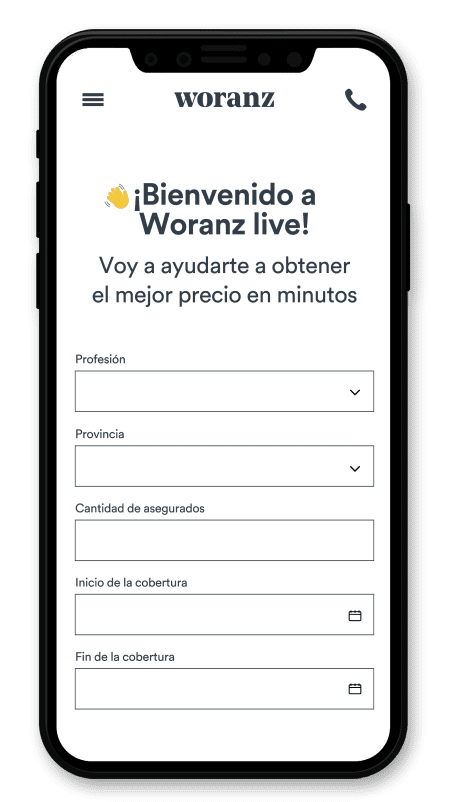 woranz
👋¡Bienvenido a
Woranz live!
Voy a ayudarte a obtener
el mejor precio en minutos
Profesión
Provincia
Cantidad de asegurados
Inicio de la cobertura
Fin de la cobertura